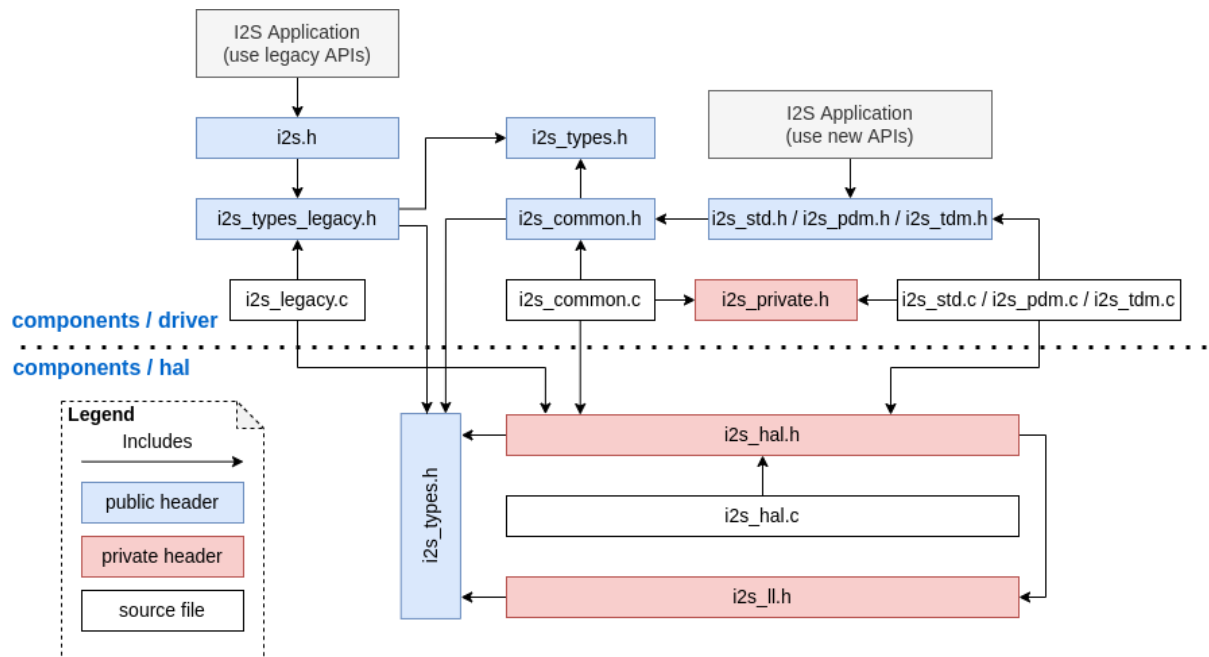 I2S Application
(use legacy APIs)
I2S Application
(use new APIs)
i2s.h
i2s_types.h
i2s_types_legacy.h
i2s_common.h
i2s_std.h / i2s_pdm.h / i2s_tdm.h
i2s_legacy.c
i2s_common.c
i2s_private.h
i2s_std.c / i2s_pdm.c / i2s_tdm.c
components / driver
components / hal
Legend
Includes
public header
private header
source file
i2s_types.h
i2s_hal.h
i2s_hal.c
i2s_ll.h